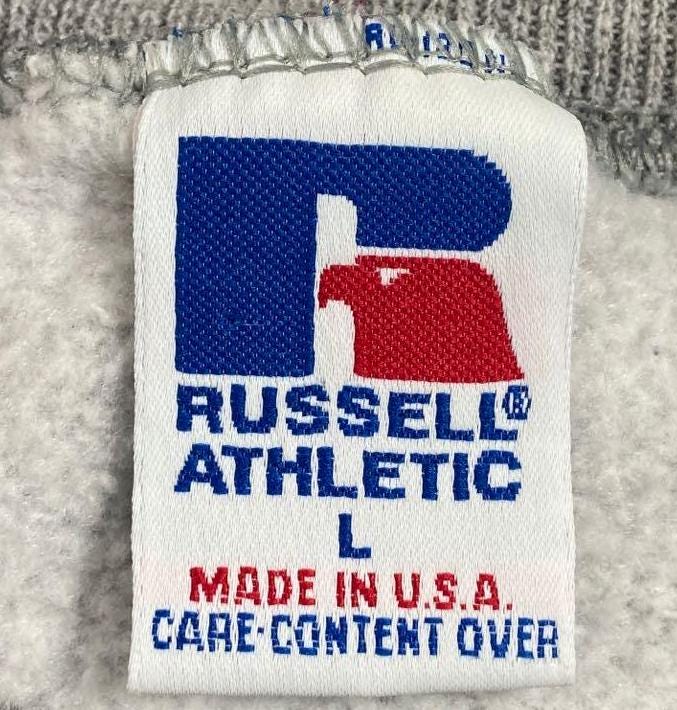 RUSSELL®
ATHLETIC
L
MADE IN U.S.A.
CARE·CONTENT OVER